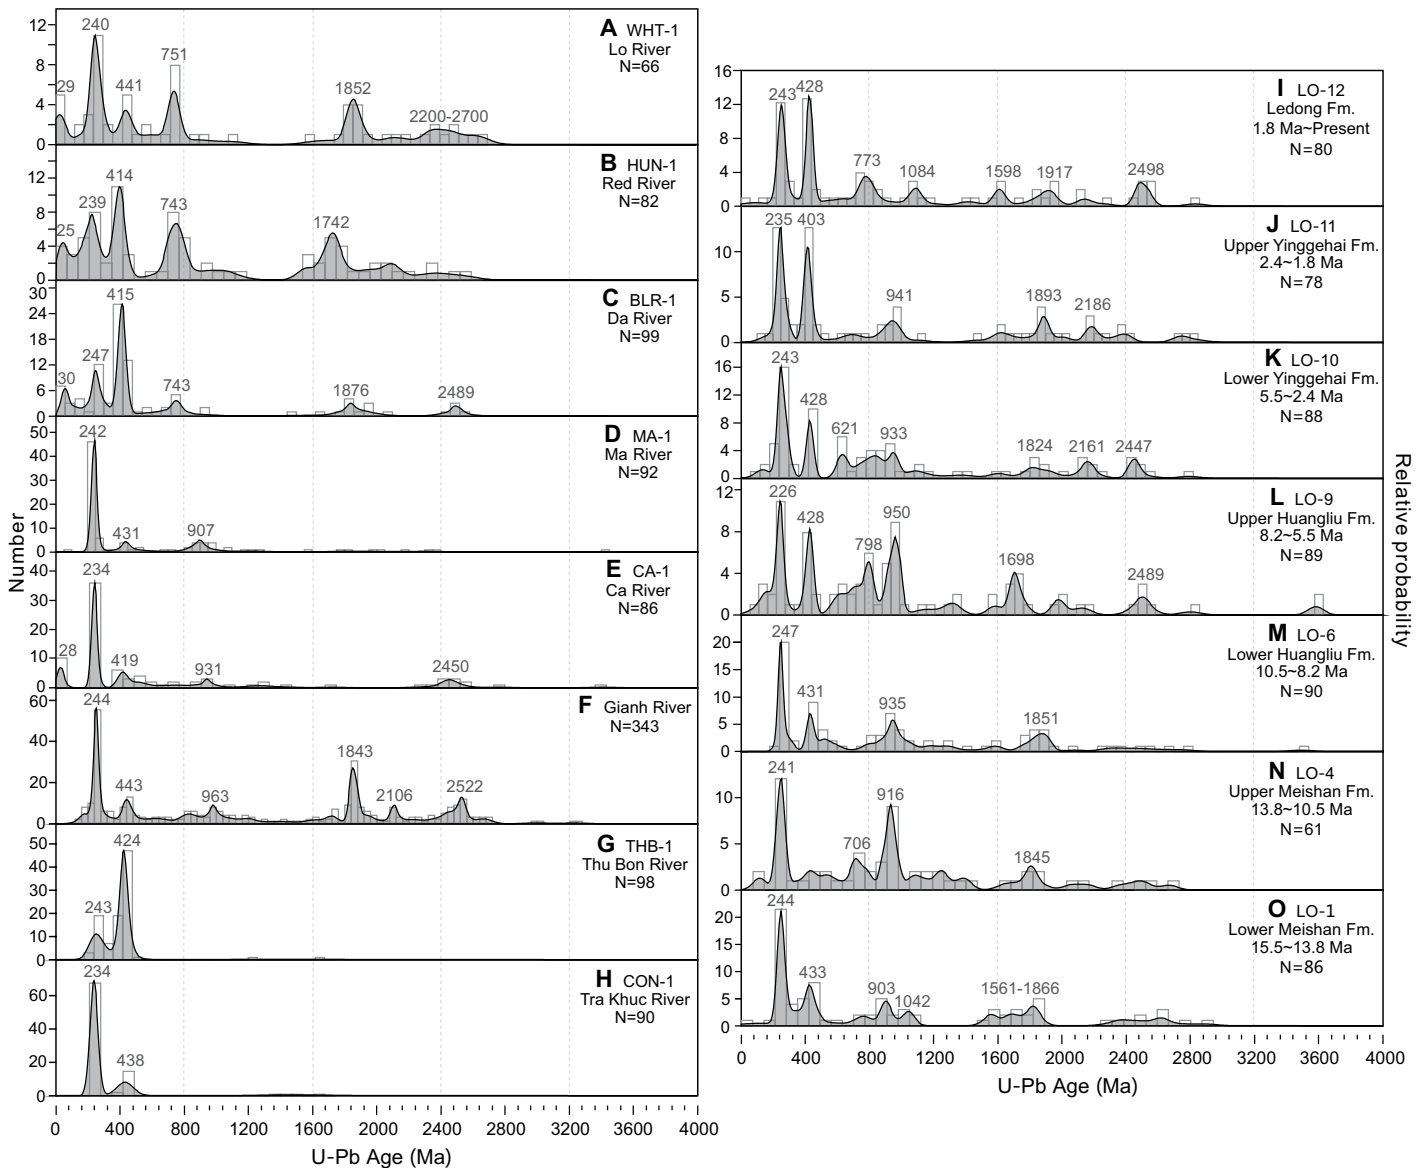 Number
12
8
4
0
29
240
441
751
1852
2200-2700
A WHT-1
Lo River
N=66
12
8
4
0
25
239
414
743
1742
B HUN-1
Red River
N=82
30
24
18
12
6
0
30
247
415
743
1876
2489
C BLR-1
Da River
N=99
50
40
30
20
10
0
242
431
907
D MA-1
Ma River
N=92
40
30
20
10
0
28
234
419
931
2450
E CA-1
Ca River
N=86
60
40
20
0
244
443
963
1843
2106
2522
F Gianh River
N=343
50
40
30
20
10
0
243
424
G THB-1
Thu Bon River
N=98
60
40
20
0
234
438
H CON-1
Tra Khuc River
N=90
0 400 800 1200 1600 2000 2400 2800 3200 3600 4000
U-Pb Age (Ma)
16
12
8
4
0
243
428
773
1084
1598
1917
2498
I LO-12
Ledong Fm.
1.8 Ma~Present
N=80
10
5
0
235
403
941
1893
2186
J LO-11
Upper Yinggehai Fm.
2.4~1.8 Ma
N=78
16
12
8
4
0
243
428
621
933
1824
2161
2447
K LO-10
Lower Yinggehai Fm.
5.5~2.4 Ma
N=88
12
8
4
0
226
428
798
950
1698
2489
L LO-9
Upper Huangliu Fm.
8.2~5.5 Ma
N=89
20
15
10
5
0
247
431
935
1851
M LO-6
Lower Huangliu Fm.
10.5~8.2 Ma
N=90
10
5
0
241
706
916
1845
N LO-4
Upper Meishan Fm.
13.8~10.5 Ma
N=61
20
15
10
5
0
244
433
903
1042
1561-1866
O LO-1
Lower Meishan Fm.
15.5~13.8 Ma
N=86
0 400 800 1200 1600 2000 2400 2800 3200 3600 4000
U-Pb Age (Ma)
Relative probability